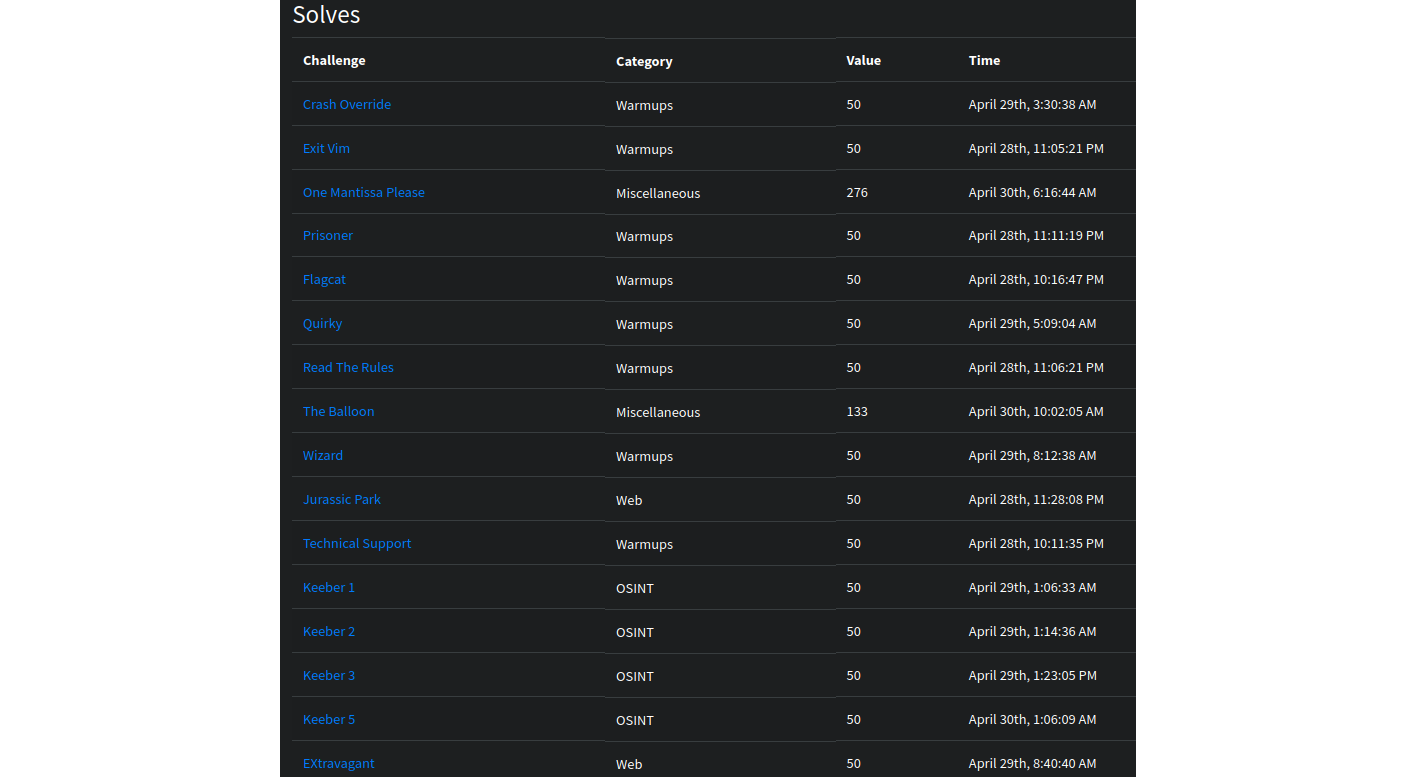 Solves
Challenge Category Value Time
Crash Override Warmups 50 April 29th, 3:30:38 AM
Exit Vim Warmups 50 April 28th, 11:05:21 PM
One Mantissa Please Miscellaneous 276 April 30th, 6:16:44 AM
Prisoner Warmups 50 April 28th, 11:11:19 PM
Flagcat Warmups 50 April 28th, 10:16:47 PM
Quirky Warmups 50 April 29th, 5:09:04 AM
Read The Rules Warmups 50 April 28th, 11:06:21 PM
The Balloon Miscellaneous 133 April 30th, 10:02:05 AM
Wizard Warmups 50 April 29th, 8:12:38 AM
Jurassic Park Web 50 April 28th, 11:28:08 PM
Technical Support Warmups 50 April 28th, 10:11:35 PM
Keeber 1 OSINT 50 April 29th, 1:06:33 AM
Keeber 2 OSINT 50 April 29th, 1:14:36 AM
Keeber 3 OSINT 50 April 29th, 1:23:05 PM
Keeber 5 OSINT 50 April 30th, 1:06:09 AM
EXtravagant Web 50 April 29th, 8:40:40 AM